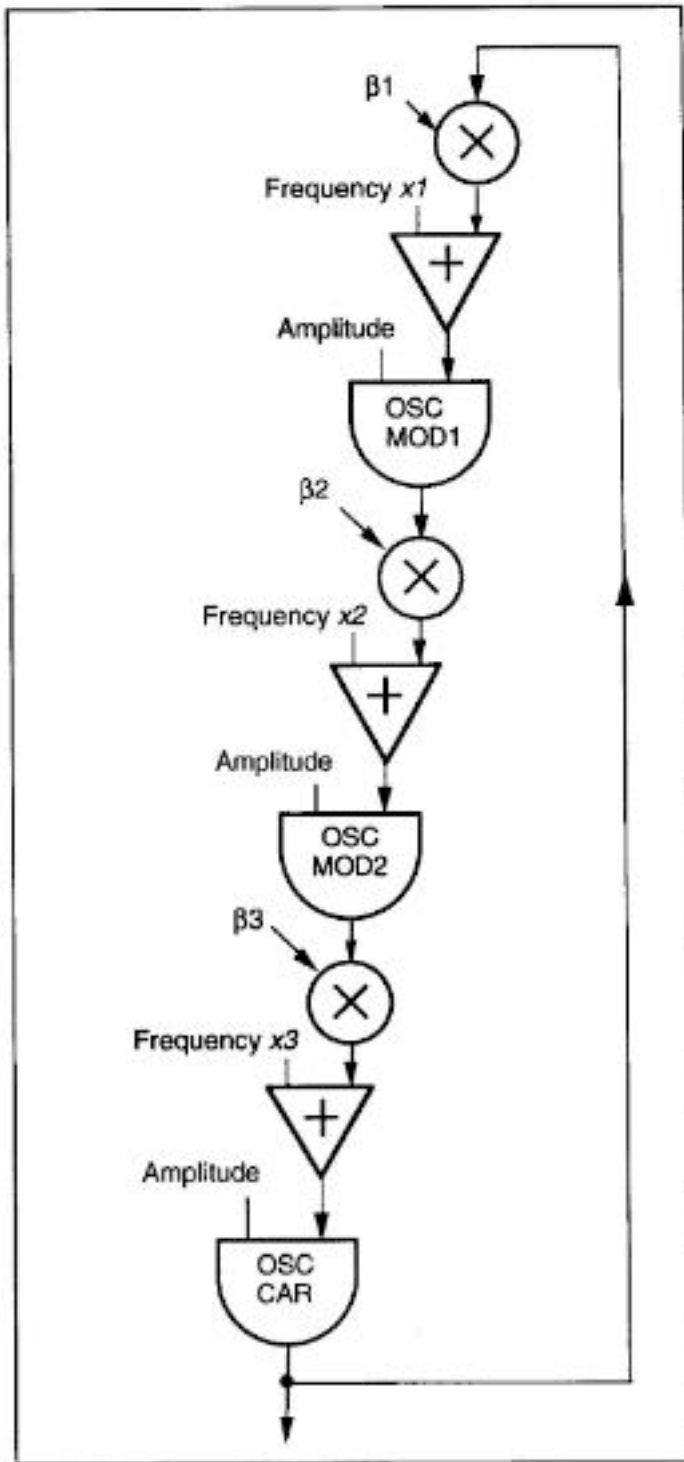 β1
×
Frequency x1
+
Amplitude
OSC
MOD1
β2
×
Frequency x2
+
Amplitude
OSC
MOD2
β3
×
Frequency x3
+
Amplitude
OSC
CAR